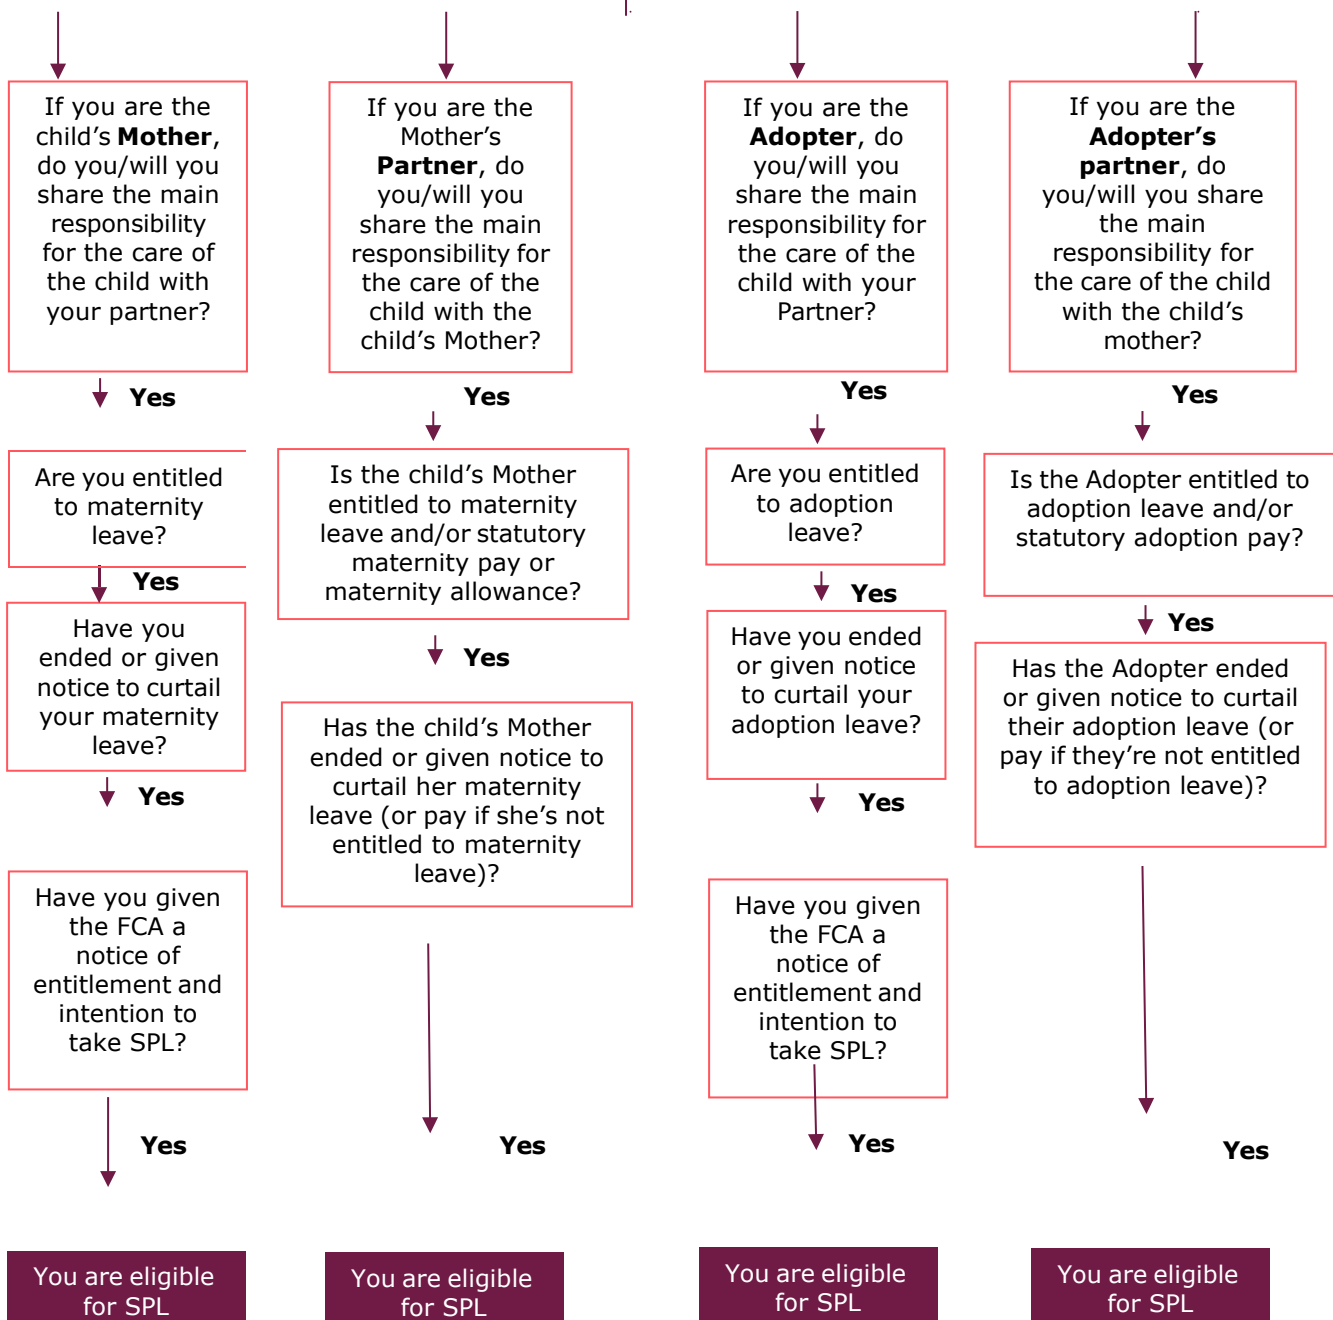 If you are the
child's Mother,
do you/will you
share the main
responsibility
for the care of
the child with
your partner?
Yes
Are you entitled
to maternity
leave?
Yes
Have you
ended or given
notice to curtail
your maternity
leave?
Yes
Have you given
the FCA a
notice of
entitlement and
intention to
take SPL?
Yes
You are eligible
for SPL
If you are the
Mother's
Partner, do
you/will you
share the main
responsibility for
the care of the
child with the
child's Mother?
Yes
Is the child's Mother
entitled to maternity
leave and/or statutory
maternity pay or
maternity allowance?
Yes
Has the child's Mother
ended or given notice to
curtail her maternity
leave (or pay if she's not
entitled to maternity
leave)?
Yes
You are eligible
for SPL
If you are the
Adopter, do
you/will you
share the main
responsibility for
the care of the
child with your
Partner?
Yes
Are you entitled
to adoption
leave?
Yes
Have you ended
or given notice
to curtail your
adoption leave?
Yes
Have you given
the FCA a
notice of
entitlement and
intention to
take SPL?
Yes
You are eligible
for SPL
If you are the
Adopter's
partner, do
you/will you share
the main
responsibility for
the care of the child
with the child's
mother?
Yes
Is the Adopter entitled to
adoption leave and/or
statutory adoption pay?
Yes
Has the Adopter ended
or given notice to curtail
their adoption leave (or
pay if they're not entitled
to adoption leave)?
Yes
You are eligible
for SPL